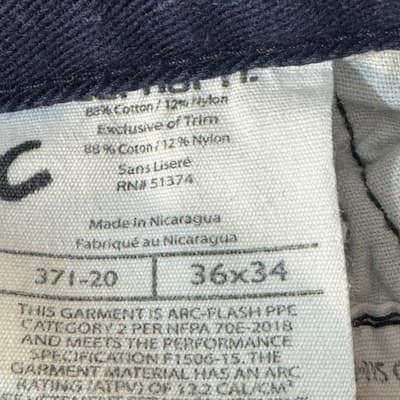 88% Cotton / 12% Nylon
Exclusive of Trim
88% Coton / 12% Nylon
Sans Liseré
RN# 51374
C
Made in Nicaragua
Fabriqué au Nicaragua
371-20 36x34
THIS GARMENT IS ARC-FLASH PPE
CATEGORY 2 PER NFPA 70E-2018
AND MEETS THE PERFORMANCE
SPECIFICATION F1506-15. THE
GARMENT MATERIAL HAS AN ARC
RATING (ATPV) OF 12.2 CAL/CM²